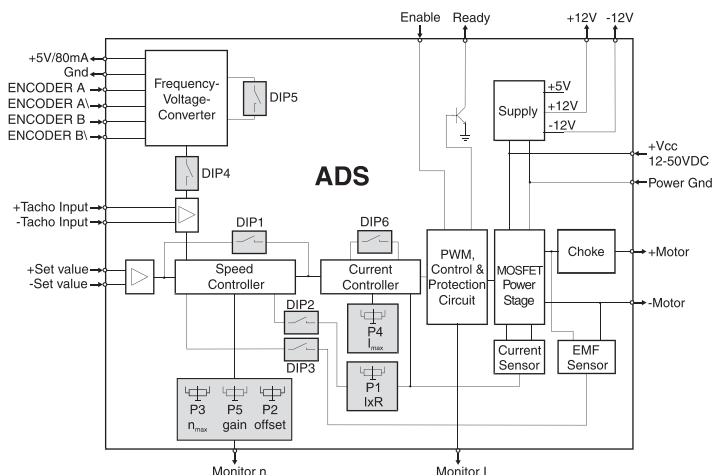 Enable
Ready
+12V
-12V
+5V/80mA
Gnd
ENCODER A
ENCODER A\
ENCODER B
ENCODER B\
Frequency-
Voltage-
Converter
DIP5
Supply
+5V
+12V
-12V
+Vcc
12-50VDC
Power Gnd
DIP4
ADS
+Tacho Input
-Tacho Input
DIP1
DIP6
+Set value
-Set value
Speed
Controller
Current
Controller
PWM,
Control &
Protection
Circuit
MOSFET
Power
Stage
Choke
+Motor
-Motor
DIP2
DIP3
P4
Imax
P1
IxR
Current
Sensor
EMF
Sensor
P3
nmax
P5
gain
P2
offset
Monitor n
Monitor I